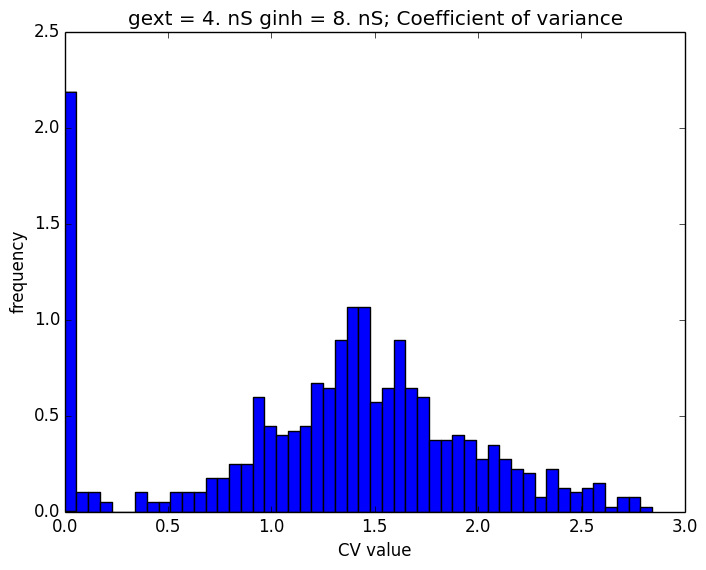 gext = 4. nS ginh = 8. nS; Coefficient of variance
2.5
2.0
1.5
1.0
0.5
0.0
frequency
0.0 0.5 1.0 1.5 2.0 2.5 3.0
CV value